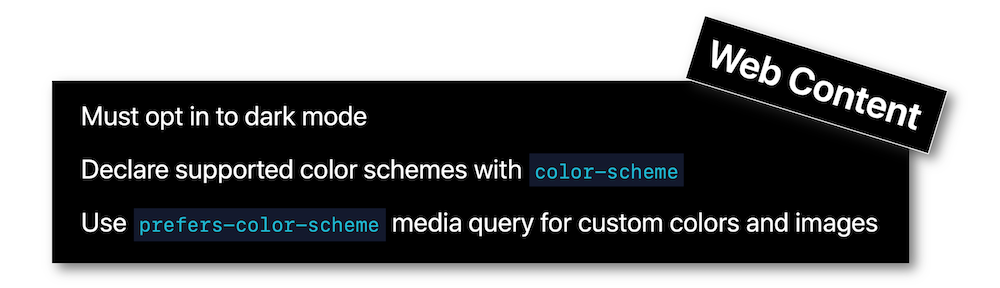 Web Content
Must opt in to dark mode
Declare supported color schemes with color-scheme
Use prefers-color-scheme media query for custom colors and images